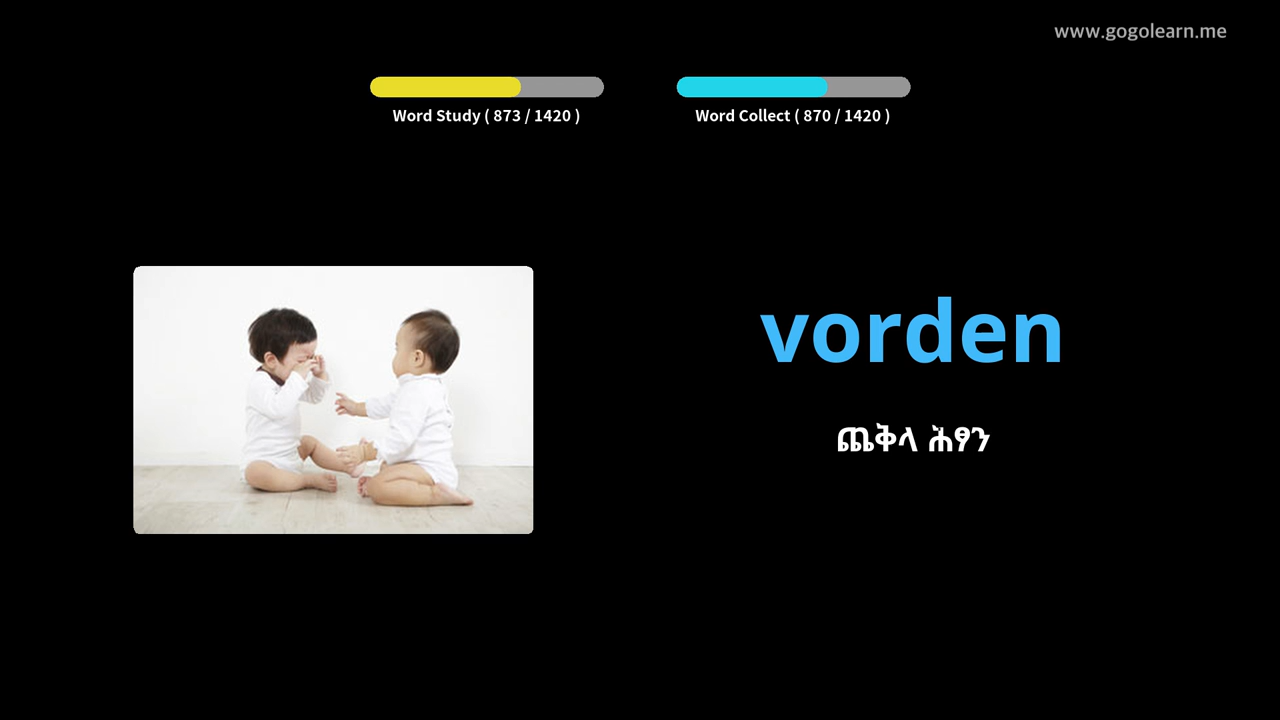 www.gogolearn.me
Word Study ( 873 / 1420 )
Word Collect ( 870 / 1420 )
vorden
ጨቅላ ሕፃን